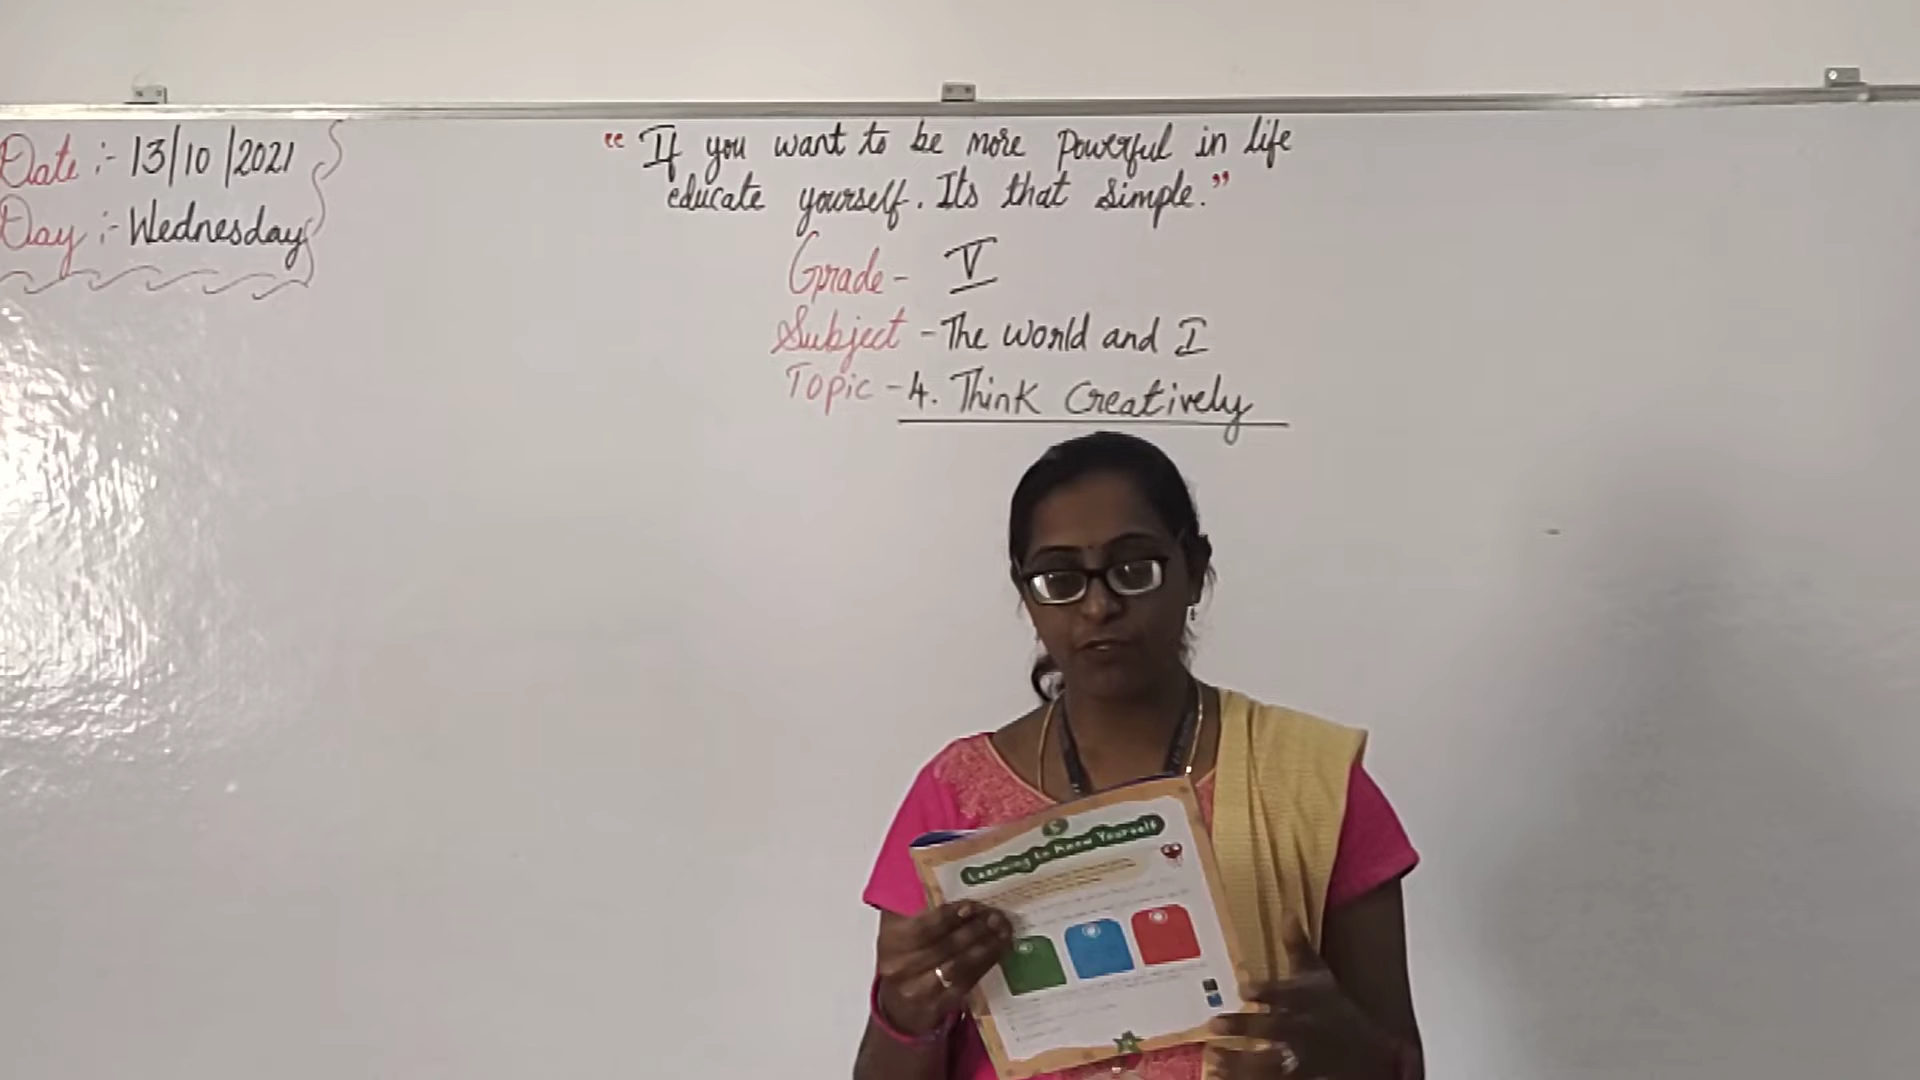 Date :- 13/10/2021
Day :- Wednesday
"If you want to be more powerful in life
educate yourself. Its that simple."
Grade - V
Subject - The world and I
Topic - 4. Think Creatively
5
Learning to Know Yourself